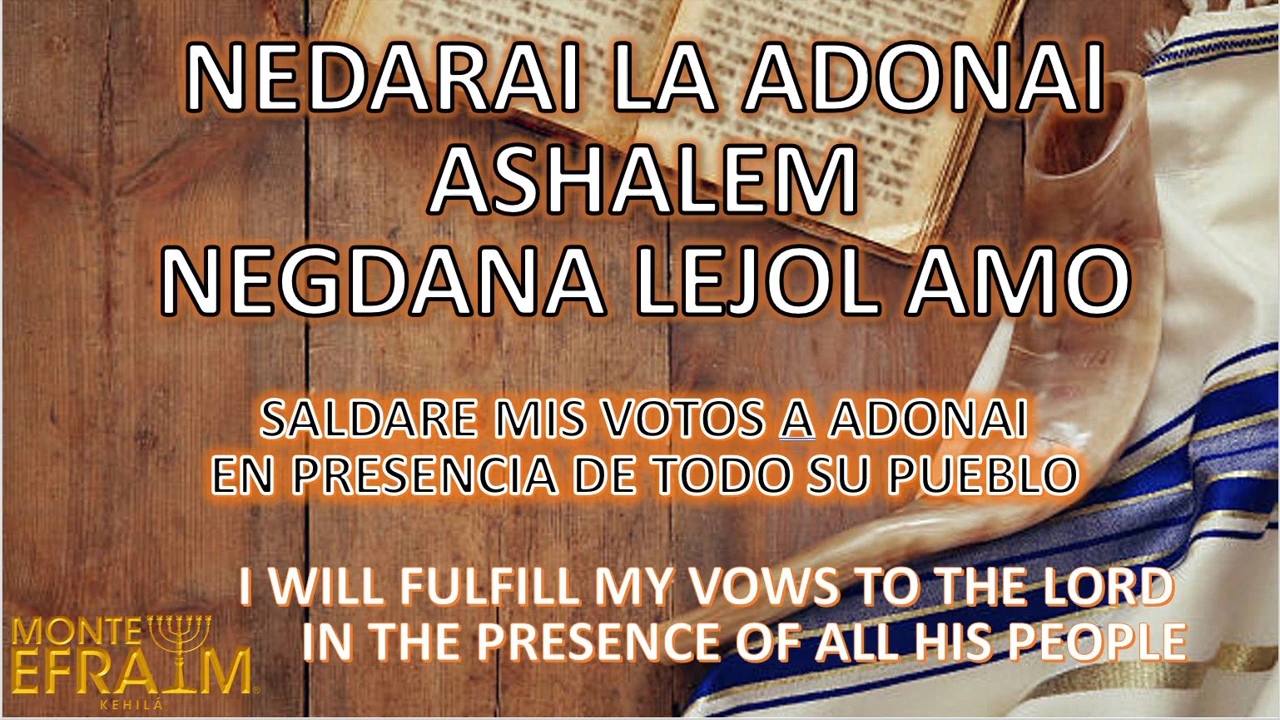 NEDARAI LA ADONAI
ASHALEM
NEGDANA LEJOL AMO
SALDARE MIS VOTOS A ADONAI
EN PRESENCIA DE TODO SU PUEBLO
I WILL FULFILL MY VOWS TO THE LORD
IN THE PRESENCE OF ALL HIS PEOPLE
MONTE
EFRAIM®
KEHILÁ